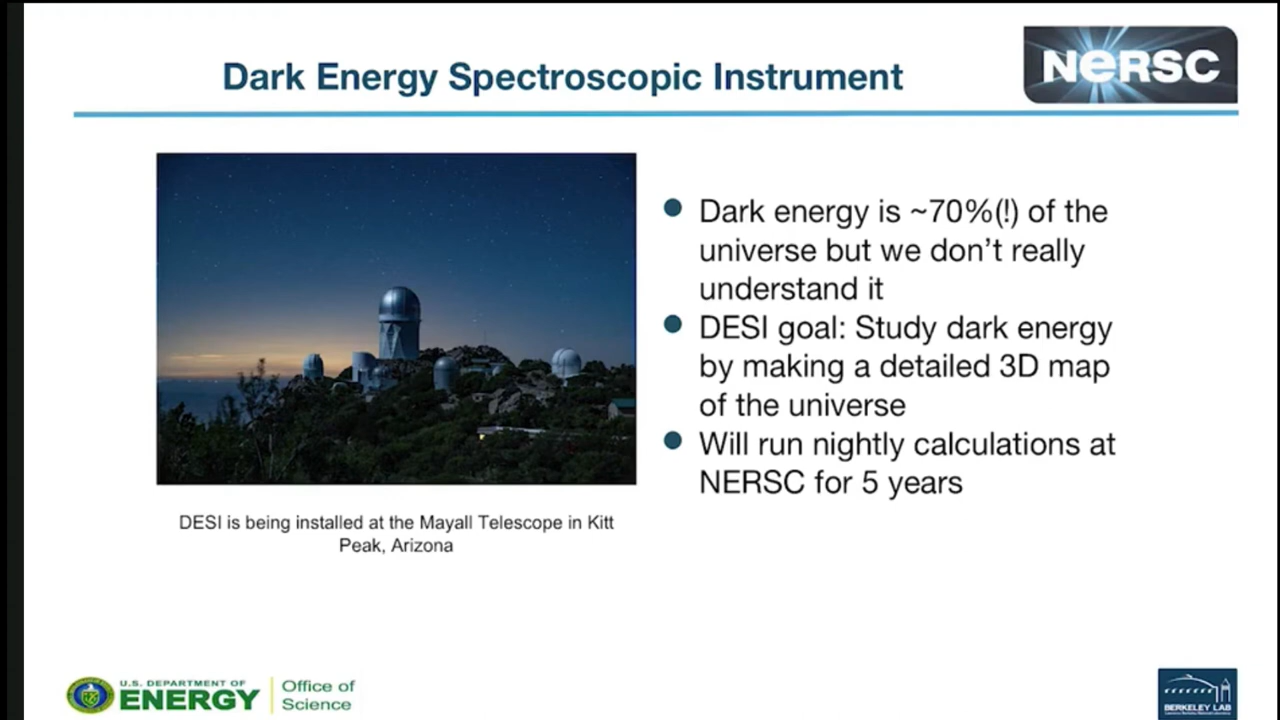 Dark Energy Spectroscopic Instrument
NERSC
Dark energy is ~70%(!) of the
universe but we don't really
understand it
DESI goal: Study dark energy
by making a detailed 3D map
of the universe
Will run nightly calculations at
NERSC for 5 years
DESI is being installed at the Mayall Telescope in Kitt
Peak, Arizona
U.S. DEPARTMENT OF
ENERGY
Office of
Science
BERKELEY LAB